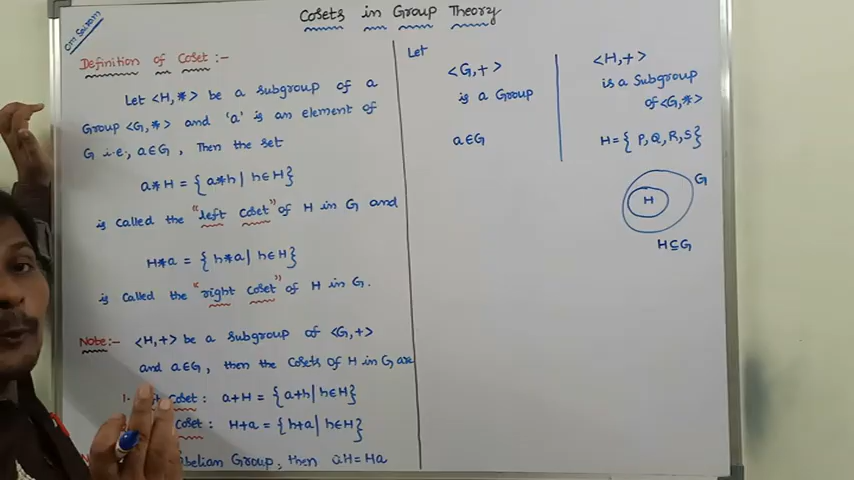 Om Sairam
Cosets in Group Theory
Definition of Coset :-
Let <H,*> be a subgroup of a
Group <G,*> and 'a' is an element of
G i.e., a∈G, Then the set
a*H = {a*h | h∈H}
is called the "left coset" of H in G and
H*a = {h*a | h∈H}
is called the "right coset" of H in G.
Note:- <H,+> be a subgroup of <G,+>
and a∈G, then the Cosets of H in G are
1. Coset : a+H = {a+h | h∈H}
Coset : H+a = {h+a | h∈H}
Abelian Group, then aH=Ha
Let
<G,+>
is a Group
a∈G
<H,+>
is a Subgroup
of <G,*>
H = {P,Q,R,S}
H
G
H⊆G